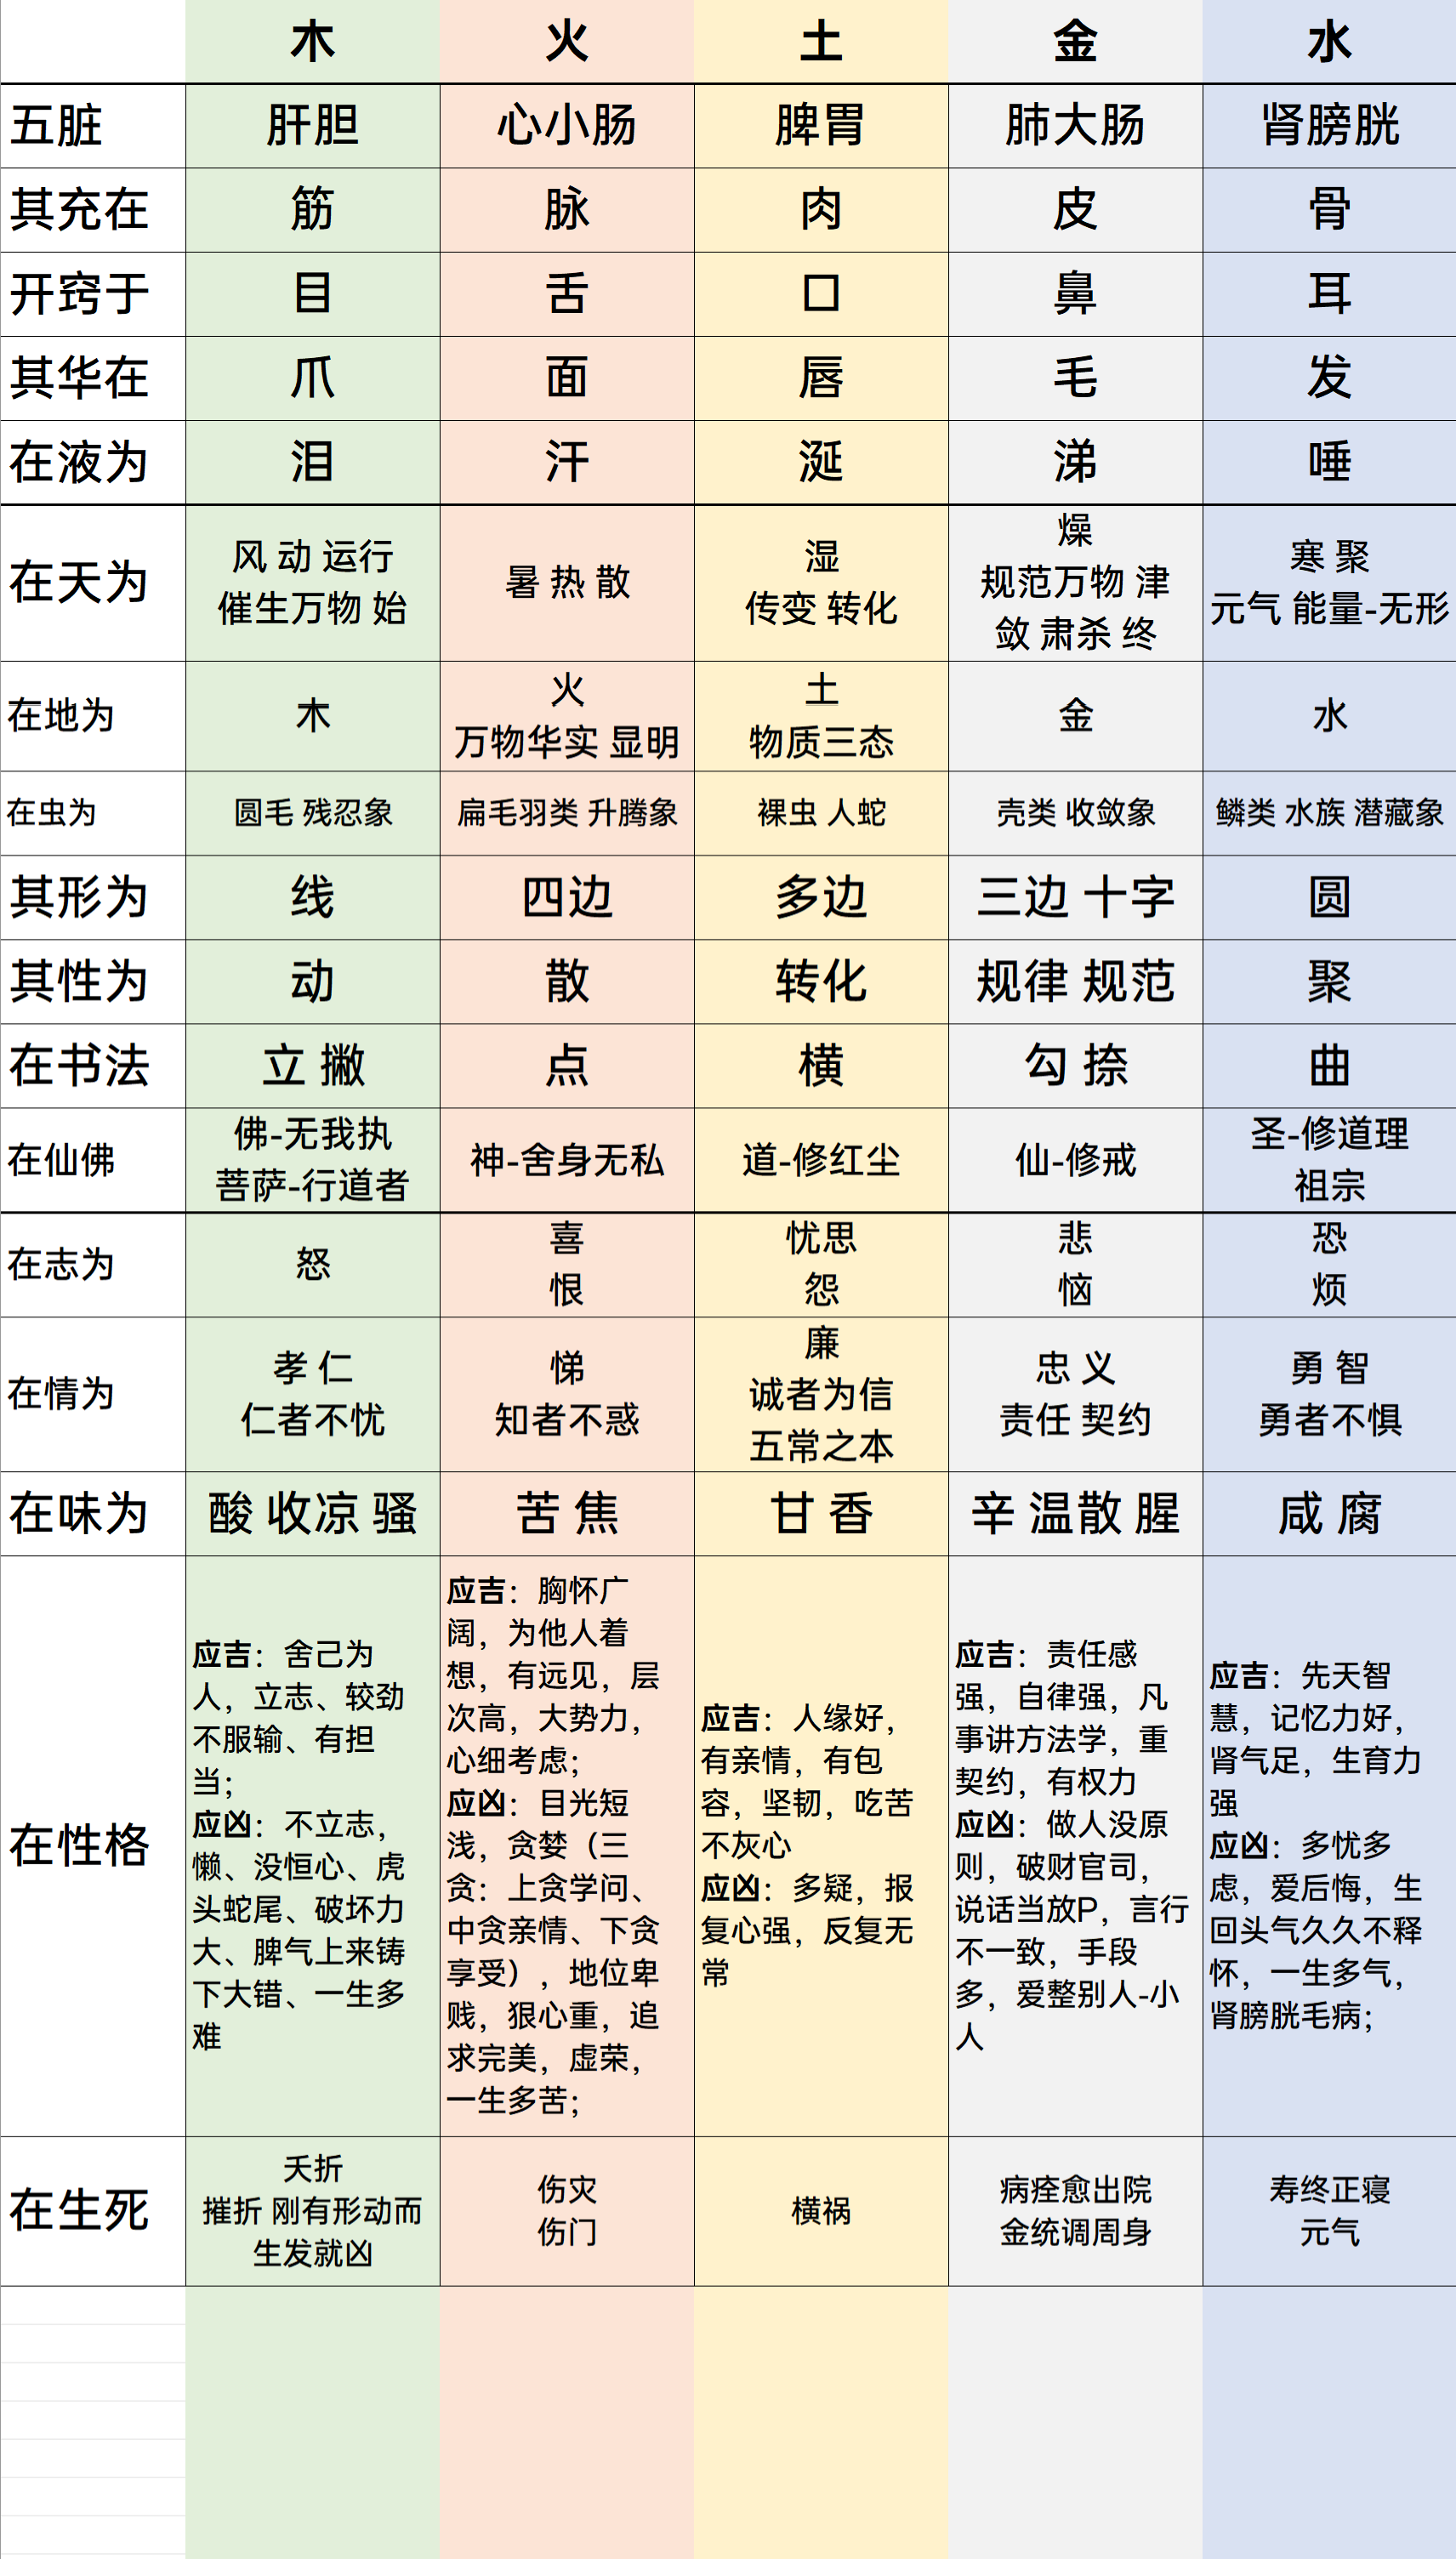 木 火 土 金 水
五脏 肝胆 心小肠 脾胃 肺大肠 肾膀胱
其充在 筋 脉 肉 皮 骨
开窍于 目 舌 口 鼻 耳
其华在 爪 面 唇 毛 发
在液为 泪 汗 涎 涕 唾
在天为
风 动 运行
催生万物 始
暑 热 散
湿
传变 转化
燥
规范万物 津
敛 肃杀 终
寒 聚
元气 能量-无形
在地为
木
火
万物华实 显明
土
物质三态
金
水
在虫为 圆毛 残忍象 扁毛羽类 升腾象 裸虫 人蛇 壳类 收敛象 鳞类 水族 潜藏象
其形为 线 四边 多边 三边 十字 圆
其性为 动 散 转化 规律 规范 聚
在书法 立 撇 点 横 勾 捺 曲
在仙佛
佛-无我执
菩萨-行道者
神-舍身无私
道-修红尘
仙-修戒
圣-修道理
祖宗
在志为
怒
喜
恨
忧思
怨
悲
恼
恐
烦
在情为
孝 仁
仁者不忧
悌
知者不惑
廉
诚者为信
五常之本
忠 义
责任 契约
勇 智
勇者不惧
在味为 酸 收凉 骚 苦 焦 甘 香 辛 温散 腥 咸 腐
在性格
应吉：舍己为
人，立志、较劲
不服输、有担
当；
应凶：不立志，
懒、没恒心、虎
头蛇尾、破坏力
大、脾气上来铸
下大错、一生多
难
应吉：胸怀广
阔，为他人着
想，有远见，层
次高，大势力，
心细考虑；
应凶：目光短
浅，贪婪（三
贪：上贪学问、
中贪亲情、下贪
享受），地位卑
贱，狠心重，追
求完美，虚荣，
一生多苦；
应吉：人缘好，
有亲情，有包
容，坚韧，吃苦
不灰心
应凶：多疑，报
复心强，反复无
常
应吉：责任感
强，自律强，凡
事讲方法学，重
契约，有权力
应凶：做人没原
则，破财官司，
说话当放P，言行
不一致，手段
多，爱整别人-小
人
应吉：先天智
慧，记忆力好，
肾气足，生育力
强
应凶：多忧多
虑，爱后悔，生
回头气久久不释
怀，一生多气，
肾膀胱毛病；
在生死
夭折
摧折 刚有形动而
生发就凶
伤灾
伤门
横祸
病痊愈出院
金统调周身
寿终正寝
元气